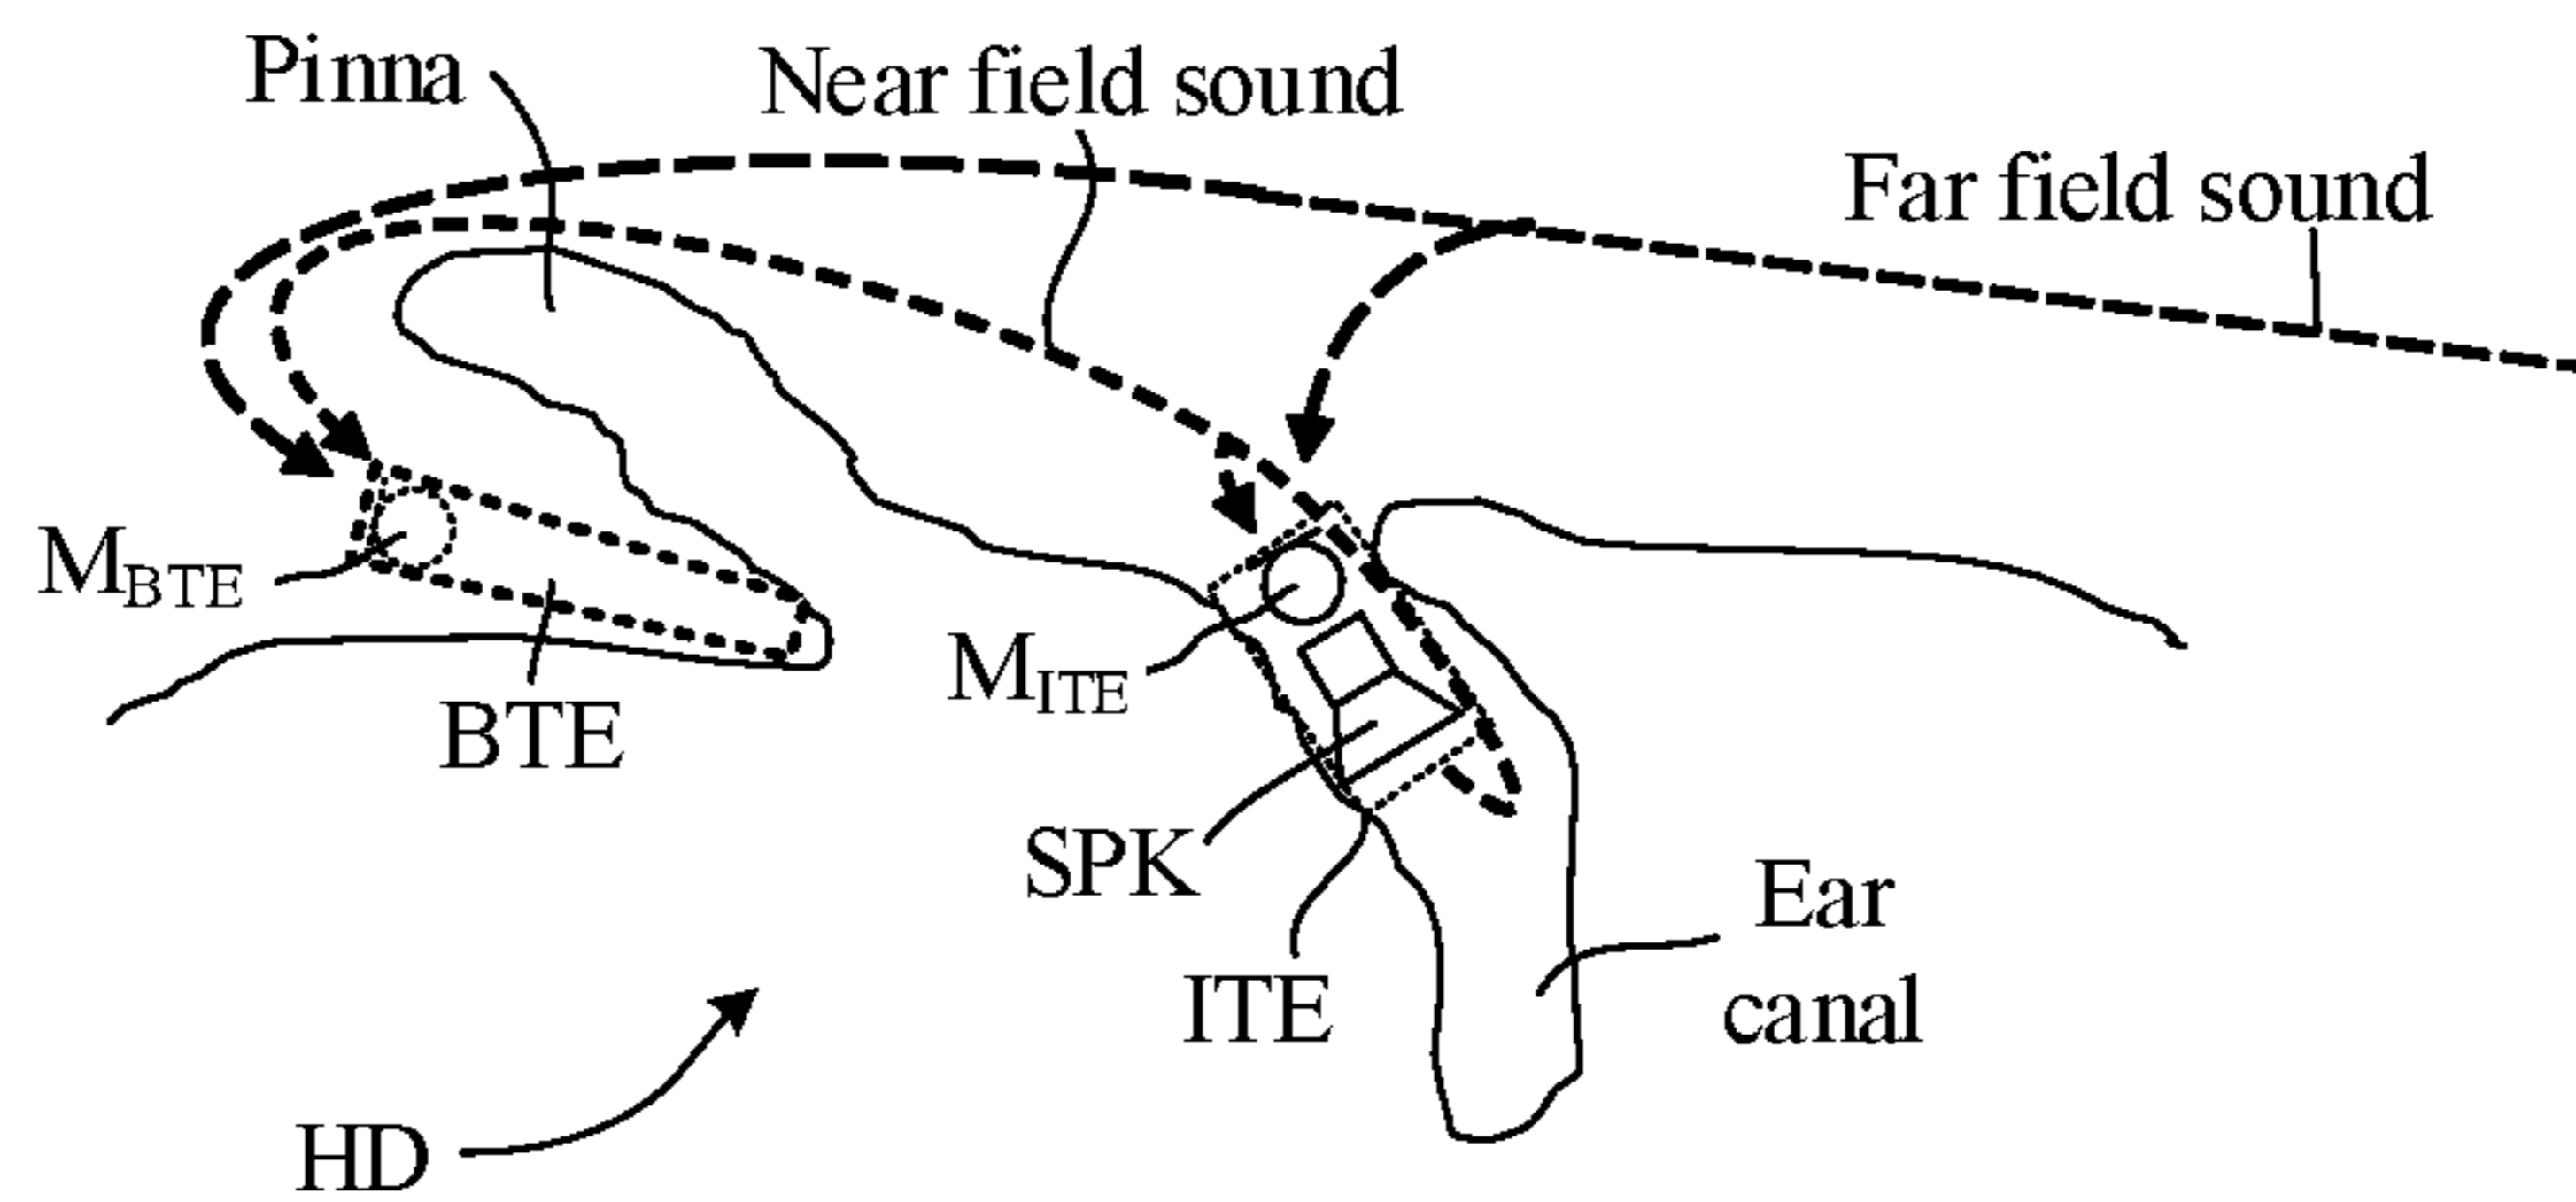 Pinna
Near field sound
Far field sound
MBTE
BTE
MITE
SPK
ITE
Ear
canal
HD